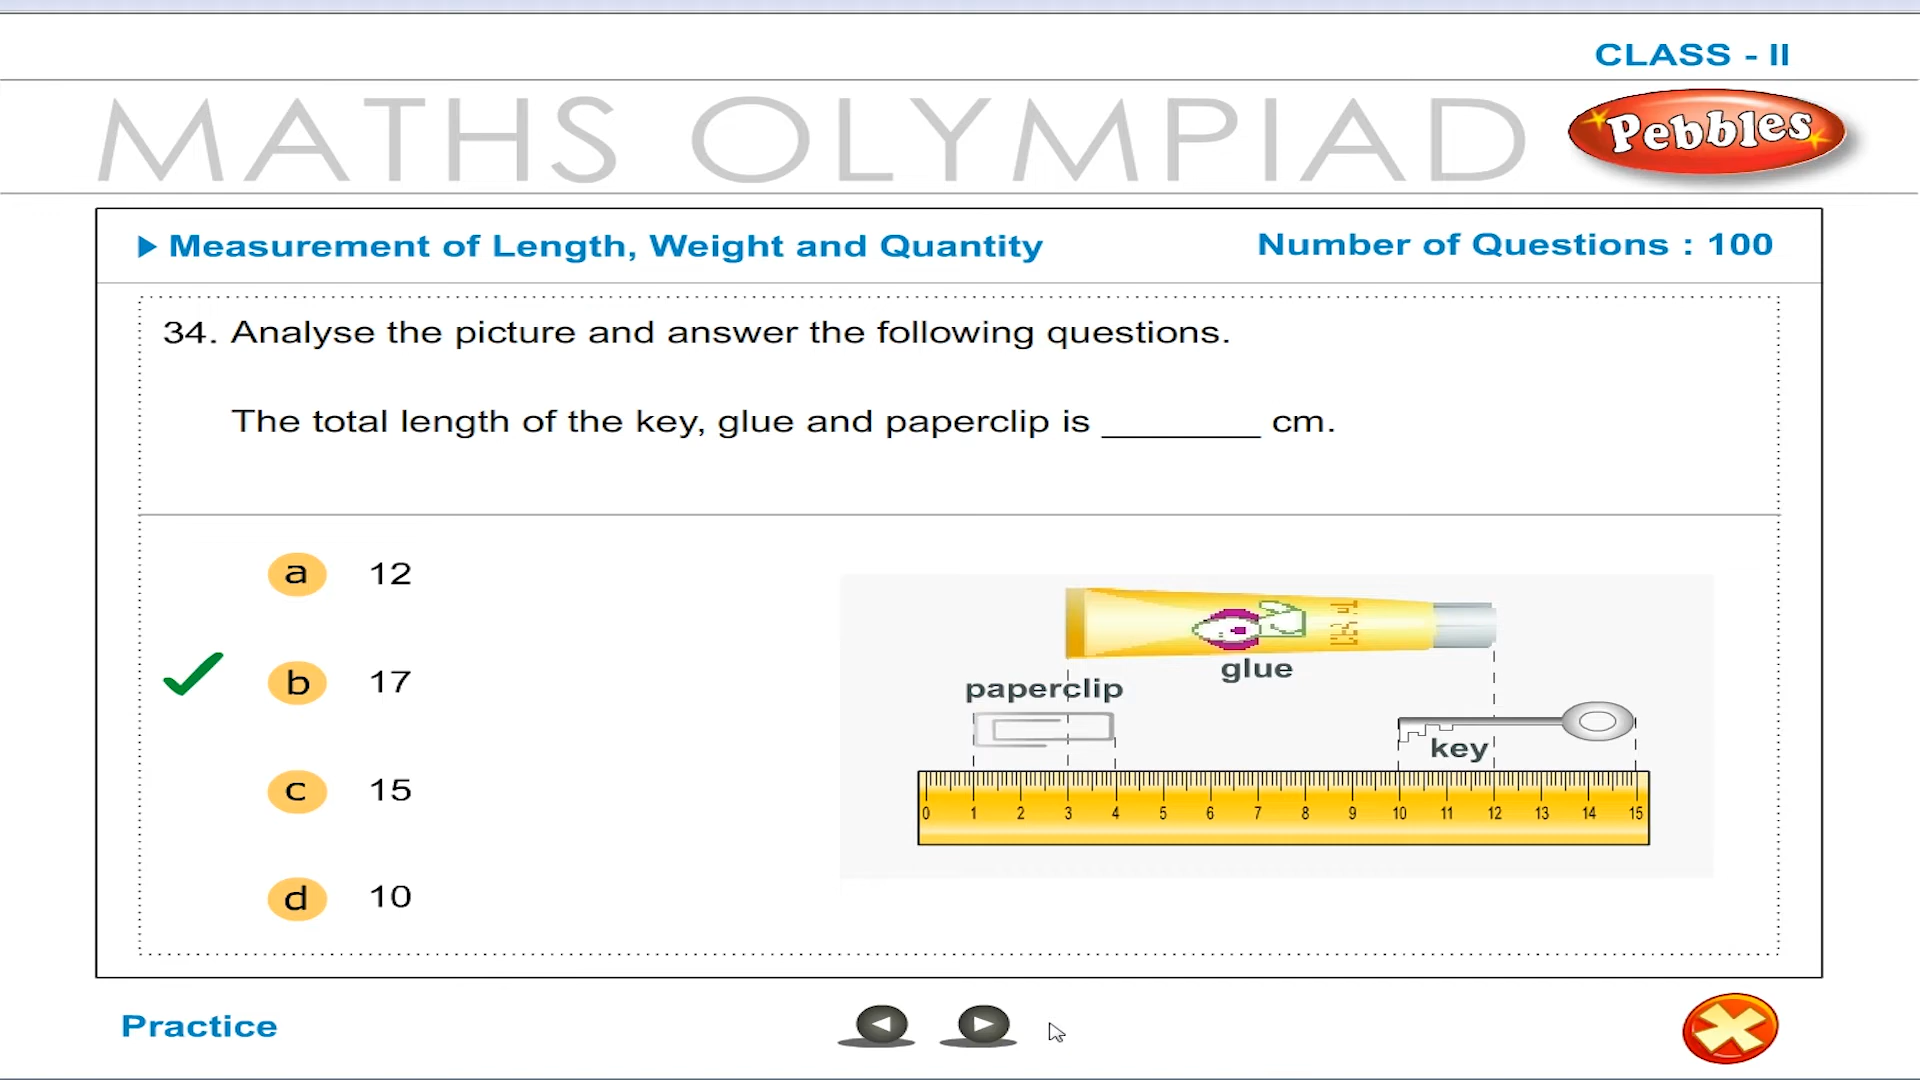 CLASS - II
MATHS OLYMPIAD
Pebbles
Measurement of Length, Weight and Quantity
Number of Questions : 100
34. Analyse the picture and answer the following questions.
The total length of the key, glue and paperclip is ________ cm.
a 12
b 17
c 15
d 10
glue
paperclip
key
0 1 2 3 4 5 6 7 8 9 10 11 12 13 14 15
Practice